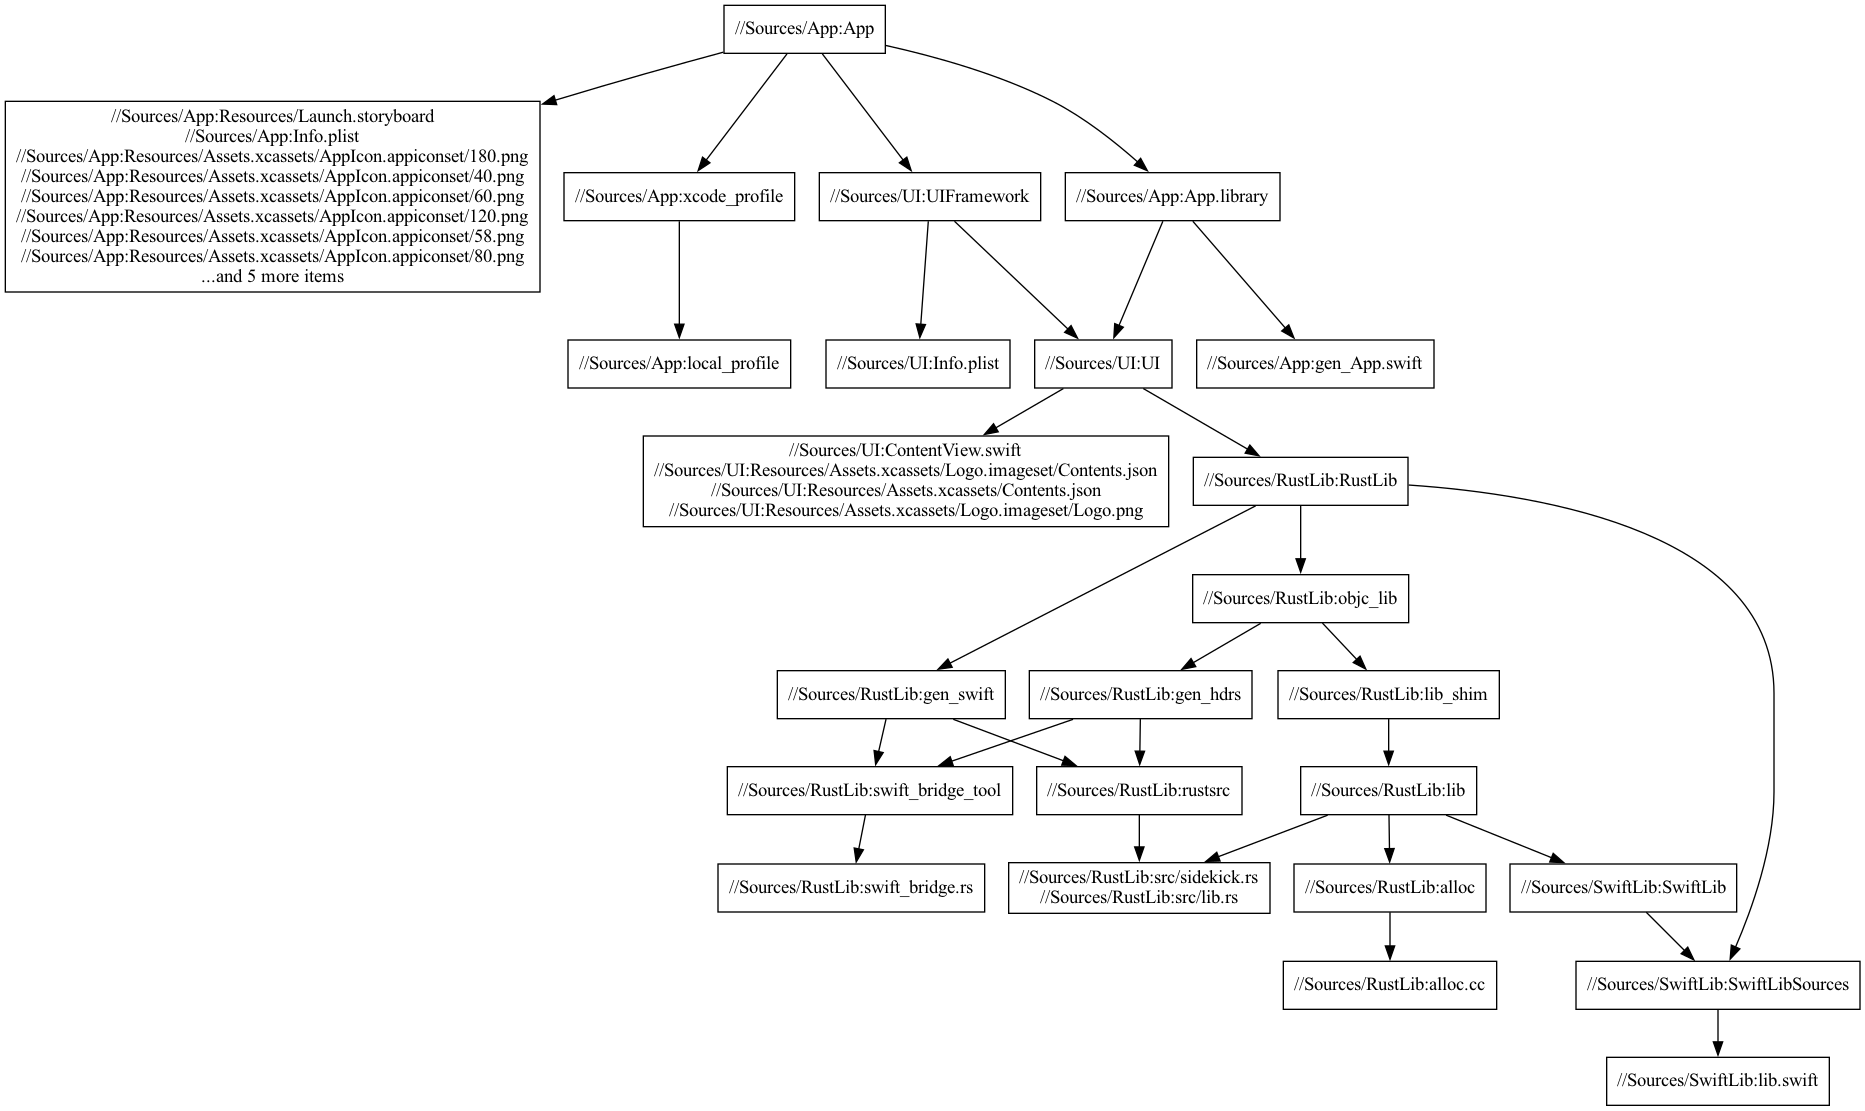 //Sources/App:App
//Sources/App:Resources/Launch.storyboard
//Sources/App:Info.plist
//Sources/App:Resources/Assets.xcassets/AppIcon.appiconset/180.png
//Sources/App:Resources/Assets.xcassets/AppIcon.appiconset/40.png
//Sources/App:Resources/Assets.xcassets/AppIcon.appiconset/60.png
//Sources/App:Resources/Assets.xcassets/AppIcon.appiconset/120.png
//Sources/App:Resources/Assets.xcassets/AppIcon.appiconset/58.png
//Sources/App:Resources/Assets.xcassets/AppIcon.appiconset/80.png
...and 5 more items
//Sources/App:xcode_profile
//Sources/UI:UIFramework
//Sources/App:App.library
//Sources/App:local_profile
//Sources/UI:Info.plist
//Sources/UI:UI
//Sources/App:gen_App.swift
//Sources/UI:ContentView.swift
//Sources/UI:Resources/Assets.xcassets/Logo.imageset/Contents.json
//Sources/UI:Resources/Assets.xcassets/Contents.json
//Sources/UI:Resources/Assets.xcassets/Logo.imageset/Logo.png
//Sources/RustLib:RustLib
//Sources/RustLib:objc_lib
//Sources/RustLib:gen_swift
//Sources/RustLib:gen_hdrs
//Sources/RustLib:lib_shim
//Sources/RustLib:swift_bridge_tool
//Sources/RustLib:rustsrc
//Sources/RustLib:lib
//Sources/RustLib:swift_bridge.rs
//Sources/RustLib:src/sidekick.rs
//Sources/RustLib:src/lib.rs
//Sources/RustLib:alloc
//Sources/SwiftLib:SwiftLib
//Sources/RustLib:alloc.cc
//Sources/SwiftLib:SwiftLibSources
//Sources/SwiftLib:lib.swift